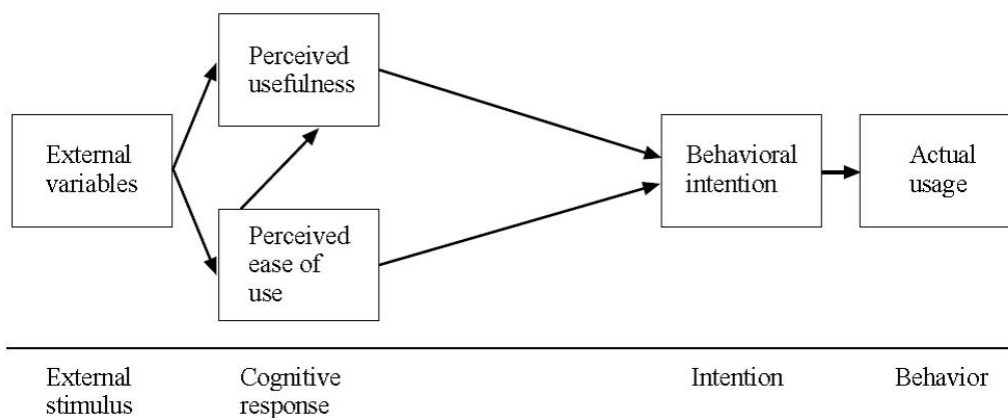 Perceived
usefulness
External
variables
Behavioral
intention
Actual
usage
Perceived
ease of
use
External
stimulus
Cognitive
response
Intention
Behavior